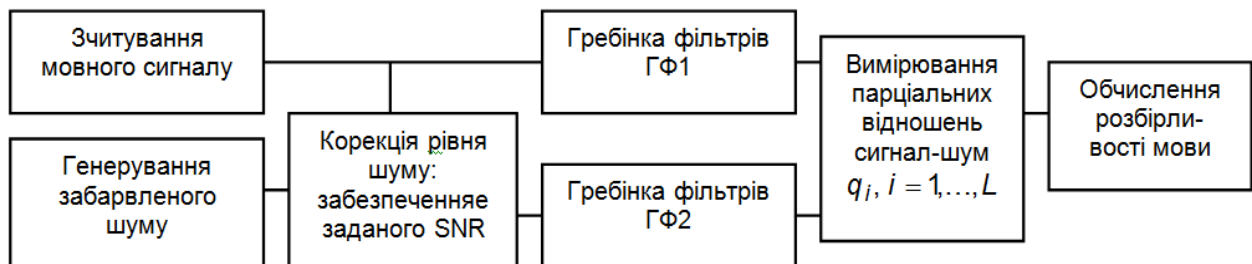 Зчитування
мовного сигналу
Генерування
забарвленого
шуму
Корекція рівня
шуму:
забезпеченняе
заданого SNR
Гребінка фільтрів
ГФ1
Гребінка фільтрів
ГФ2
Вимірювання
парціальних
відношень
сигнал-шум
q_i, i = 1,...,L
Обчислення
розбірли-
вості мови